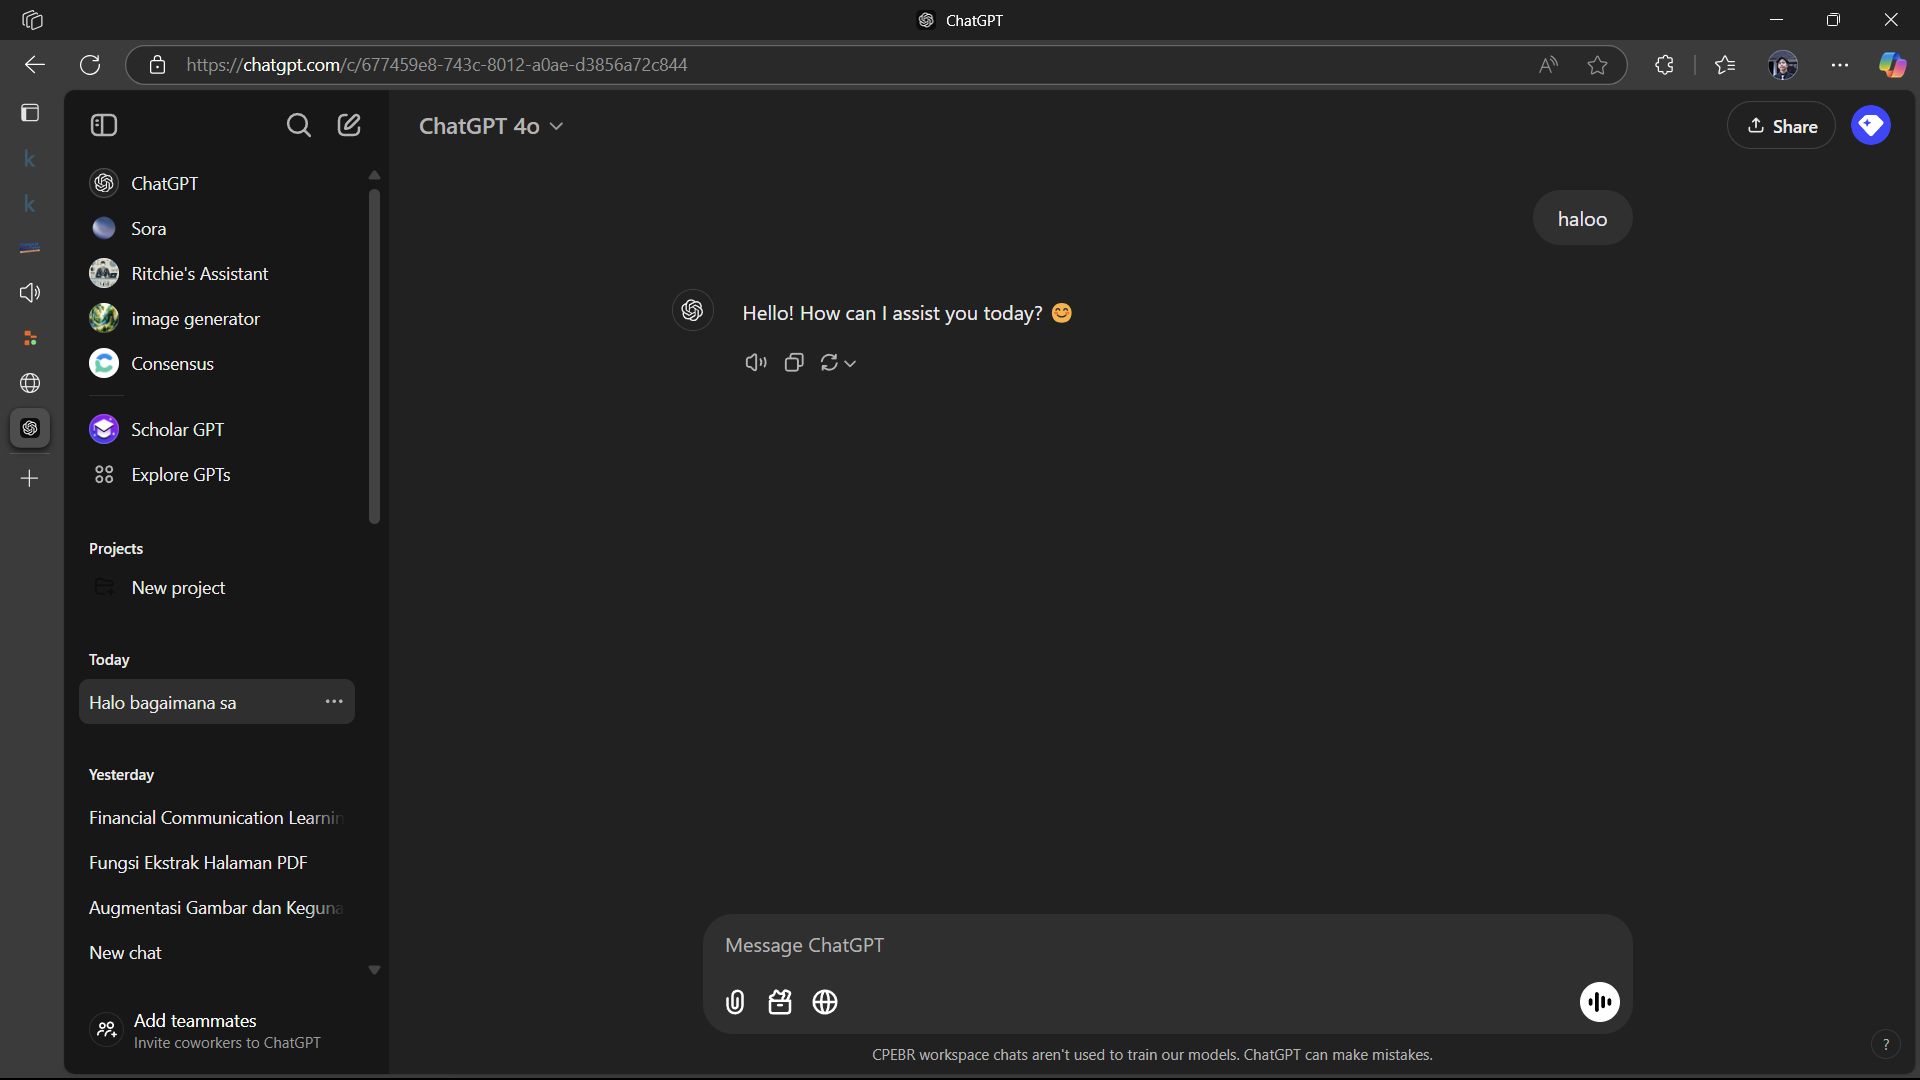 ChatGPT
https://chatgpt.com/c/677459e8-743c-8012-a0ae-d3856a72c844
ChatGPT 4o
Share
ChatGPT
Sora
Ritchie's Assistant
image generator
Consensus
Scholar GPT
Explore GPTs
Projects
New project
Today
Halo bagaimana sa
Yesterday
Financial Communication Learnin
Fungsi Ekstrak Halaman PDF
Augmentasi Gambar dan Keguna
New chat
Add teammates
Invite coworkers to ChatGPT
haloo
Hello! How can I assist you today? 😊
Message ChatGPT
CPEBR workspace chats aren't used to train our models. ChatGPT can make mistakes.
?